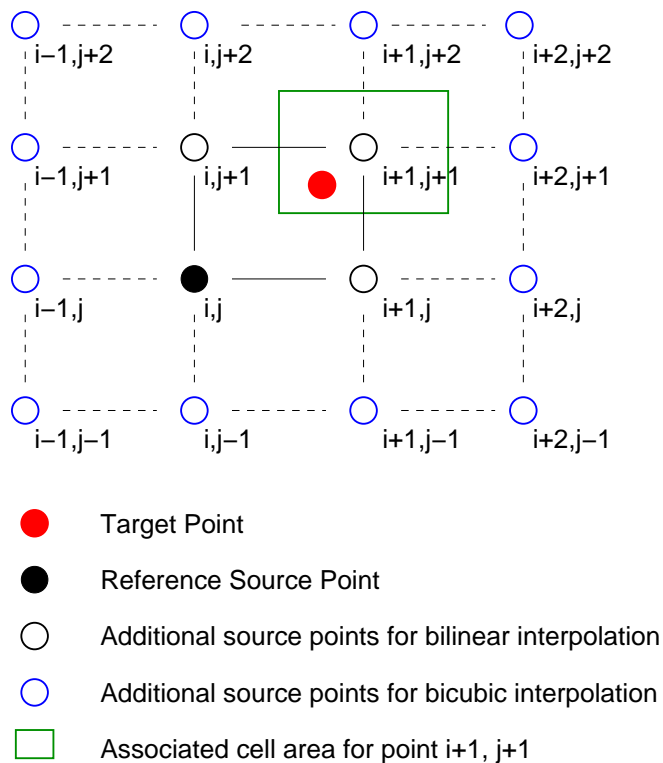 i−1,j+2 i,j+2 i+1,j+2 i+2,j+2
i−1,j+1 i,j+1 i+1,j+1 i+2,j+1
i−1,j i,j i+1,j i+2,j
i−1,j−1 i,j−1 i+1,j−1 i+2,j−1
Target Point
Reference Source Point
Additional source points for bilinear interpolation
Additional source points for bicubic interpolation
Associated cell area for point i+1, j+1